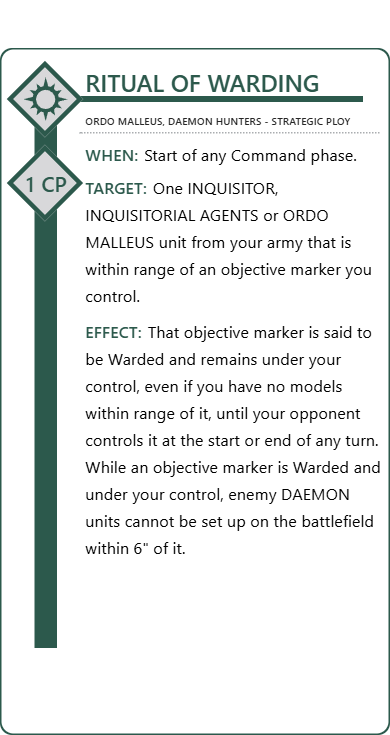 RITUAL OF WARDING
ORDO MALLEUS, DAEMON HUNTERS - STRATEGIC PLOY
WHEN: Start of any Command phase.
1 CP
TARGET: One INQUISITOR,
INQUISITORIAL AGENTS or ORDO
MALLEUS unit from your army that is
within range of an objective marker you
control.
EFFECT: That objective marker is said to
be Warded and remains under your
control, even if you have no models
within range of it, until your opponent
controls it at the start or end of any turn.
While an objective marker is Warded and
under your control, enemy DAEMON
units cannot be set up on the battlefield
within 6" of it.